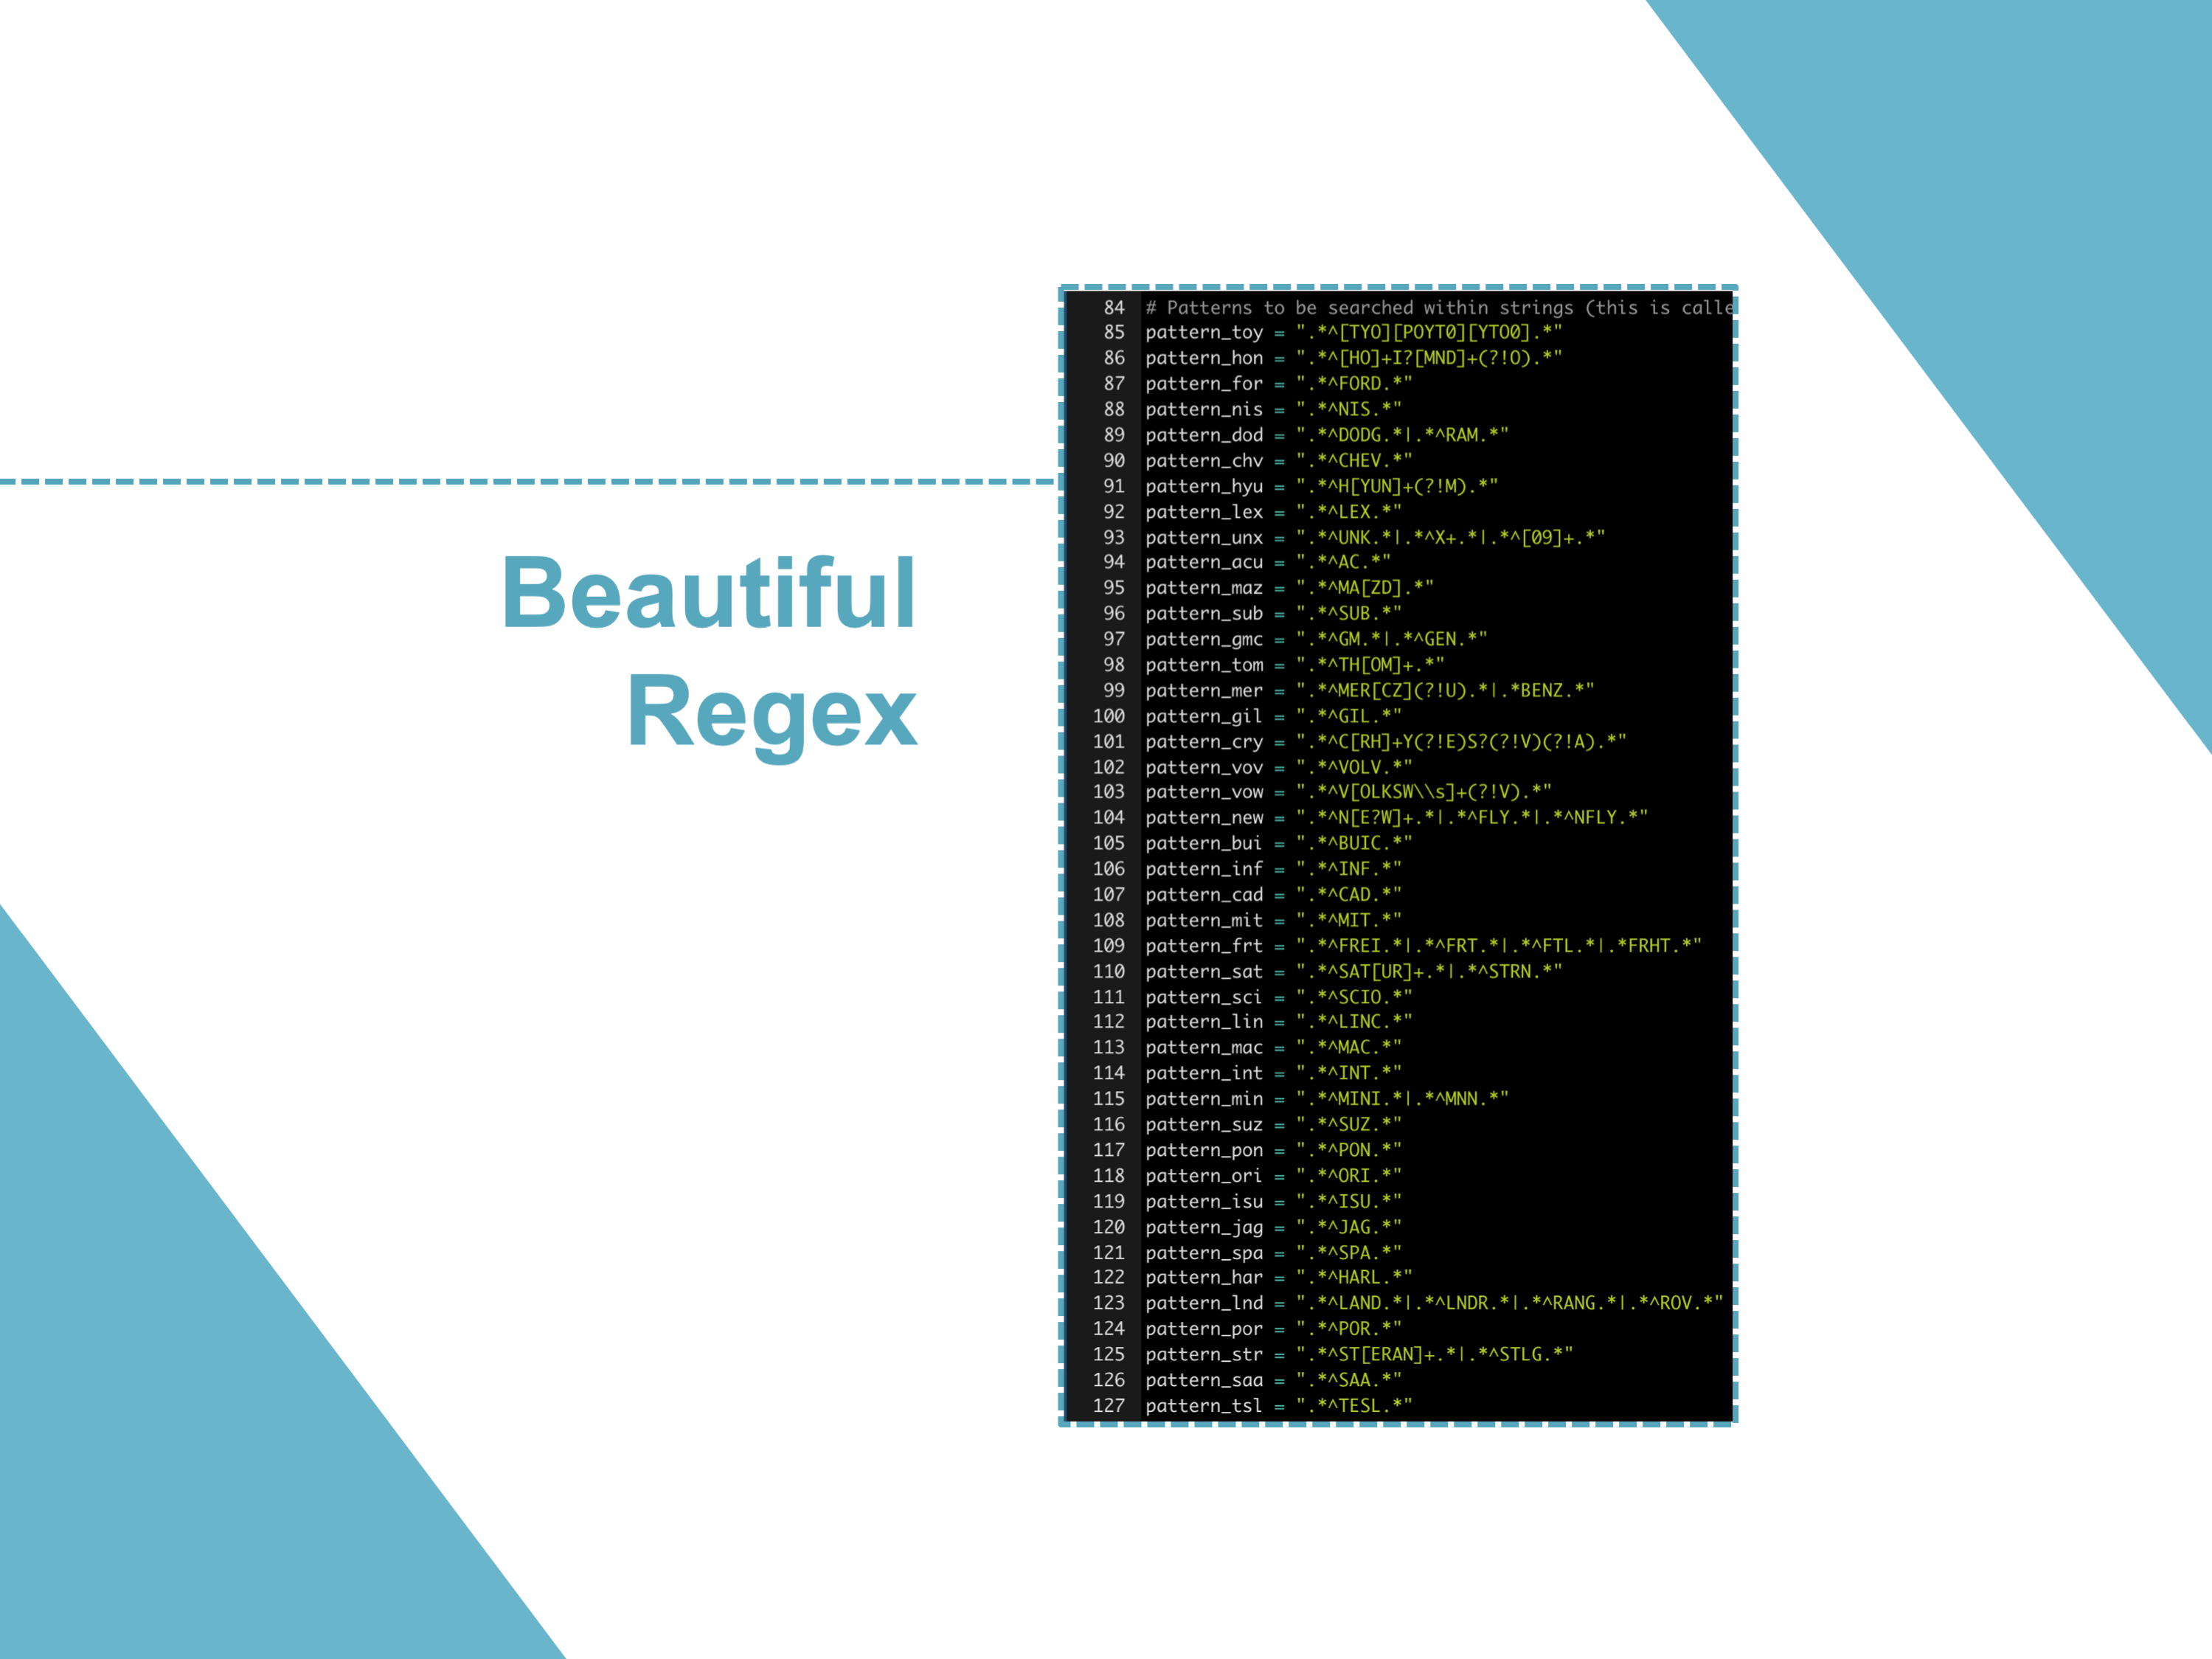 Beautiful
Regex
84 # Patterns to be searched within strings (this is calle
85 pattern_toy = ".*^[TYO][POYT0][YTO0].*"
86 pattern_hon = ".*^[HO]+I?[MND]+(?!O).*"
87 pattern_for = ".*^FORD.*"
88 pattern_nis = ".*^NIS.*"
89 pattern_dod = ".*^DODG.*|.*^RAM.*"
90 pattern_chv = ".*^CHEV.*"
91 pattern_hyu = ".*^H[YUN]+(?!M).*"
92 pattern_lex = ".*^LEX.*"
93 pattern_unx = ".*^UNK.*|.*^X+.*|.*^[09]+.*"
94 pattern_acu = ".*^AC.*"
95 pattern_maz = ".*^MA[ZD].*"
96 pattern_sub = ".*^SUB.*"
97 pattern_gmc = ".*^GM.*|.*^GEN.*"
98 pattern_tom = ".*^TH[OM]+.*"
99 pattern_mer = ".*^MER[CZ](?!U).*|.*BENZ.*"
100 pattern_gil = ".*^GIL.*"
101 pattern_cry = ".*^C[RH]+Y(?!E)S?(?!V)(?!A).*"
102 pattern_vov = ".*^VOLV.*"
103 pattern_vow = ".*^V[OLKSW\\s]+(?!V).*"
104 pattern_new = ".*^N[E?W]+.*|.*^FLY.*|.*^NFLY.*"
105 pattern_bui = ".*^BUIC.*"
106 pattern_inf = ".*^INF.*"
107 pattern_cad = ".*^CAD.*"
108 pattern_mit = ".*^MIT.*"
109 pattern_frt = ".*^FREI.*|.*^FRT.*|.*^FTL.*|.*FRHT.*"
110 pattern_sat = ".*^SAT[UR]+.*|.*^STRN.*"
111 pattern_sci = ".*^SCIO.*"
112 pattern_lin = ".*^LINC.*"
113 pattern_mac = ".*^MAC.*"
114 pattern_int = ".*^INT.*"
115 pattern_min = ".*^MINI.*|.*^MNN.*"
116 pattern_suz = ".*^SUZ.*"
117 pattern_pon = ".*^PON.*"
118 pattern_ori = ".*^ORI.*"
119 pattern_isu = ".*^ISU.*"
120 pattern_jag = ".*^JAG.*"
121 pattern_spa = ".*^SPA.*"
122 pattern_har = ".*^HARL.*"
123 pattern_lnd = ".*^LAND.*|.*^LNDR.*|.*^RANG.*|.*^ROV.*"
124 pattern_por = ".*^POR.*"
125 pattern_str = ".*^ST[ERAN]+.*|.*^STLG.*"
126 pattern_saa = ".*^SAA.*"
127 pattern_tsl = ".*^TESL.*"